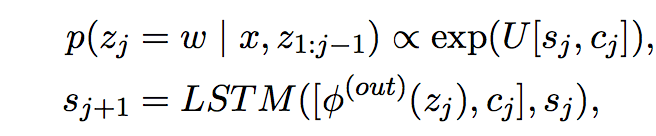 p(z_j = w | x, z_{1:j−1}) ∝ exp(U[s_j, c_j]),
s_{j+1} = LSTM([ϕ^{(out)}(z_j), c_j], s_j),